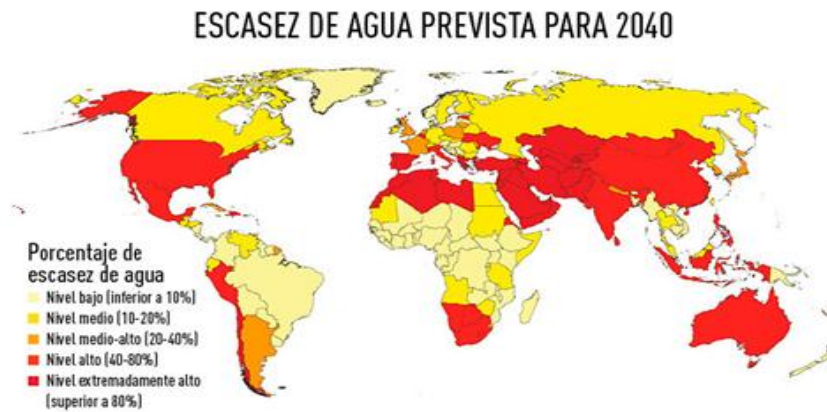 ESCASEZ DE AGUA PREVISTA PARA 2040
Porcentaje de
escasez de agua
Nivel bajo (inferior a 10%)
Nivel medio (10-20%)
Nivel medio-alto (20-40%)
Nivel alto (40-80%)
Nivel extremadamente alto
(superior a 80%)